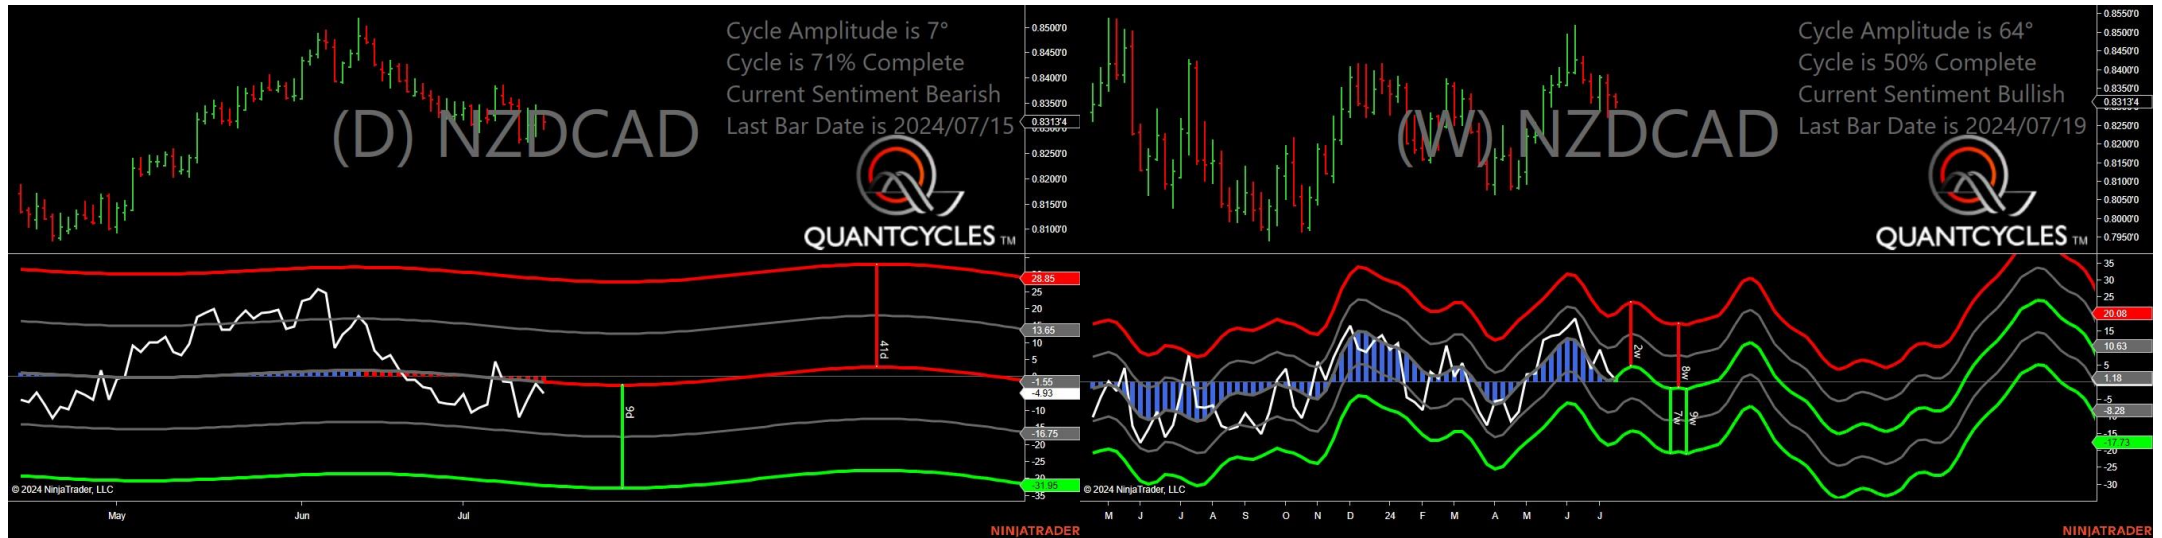 Cycle Amplitude is 7°
Cycle is 71% Complete
Current Sentiment Bearish
Last Bar Date is 2024/07/15
(D) NZDCAD
QUANTCYCLES TM
0.8500'0
0.8450'0
0.8400'0
0.8350'0
0.8313'4
0.8300'0
0.8250'0
0.8200'0
0.8150'0
0.8100'0
28.85
25
20
13.65
10
5
-1.55
-4.93
-10
-16.75
-20
-25
-31.95
-35
41d
9d
© 2024 NinjaTrader, LLC
May Jun Jul
NINJATRADER
Cycle Amplitude is 64°
Cycle is 50% Complete
Current Sentiment Bullish
Last Bar Date is 2024/07/19
(W) NZDCAD
QUANTCYCLES TM
0.8550'0
0.8500'0
0.8450'0
0.8400'0
0.8350'0
0.8313'4
0.8250'0
0.8200'0
0.8150'0
0.8100'0
0.8050'0
0.8000'0
0.7950'0
35
30
25
20.08
15
10.63
5
1.18
-8.28
-15
-17.73
-20
-25
-30
2w
8w
7w
9w
© 2024 NinjaTrader, LLC
M J J A S O N D 24 F M A M J J
NINJATRADER